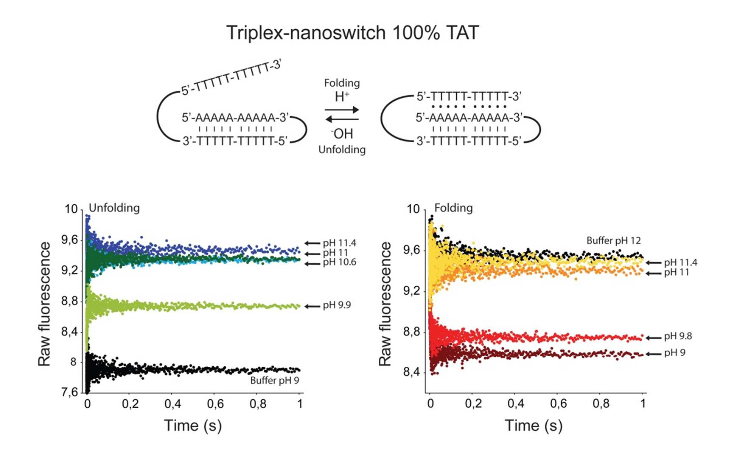 Triplex-nanoswitch 100% TAT
5'-TTTTT-TTTTT-3'
5'-AAAAA-AAAAA-3'
3'-TTTTT-TTTTT-5'
Folding
H+
-OH
Unfolding
5'-TTTTT-TTTTT-3'
5'-AAAAA-AAAAA-3'
3'-TTTTT-TTTTT-5'
Unfolding
Raw fluorescence
10
9,6
9,2
8,8
8,4
8
7,6
pH 11.4
pH 11
pH 10.6
pH 9.9
Buffer pH 9
0
0,2
0,4
0,6
0,8
1
Time (s)
Folding
Raw fluorescence
10
9,6
9,2
8,8
8,4
Buffer pH 12
pH 11.4
pH 11
pH 9.8
pH 9
0
0,2
0,4
0,6
0,8
1
Time (s)